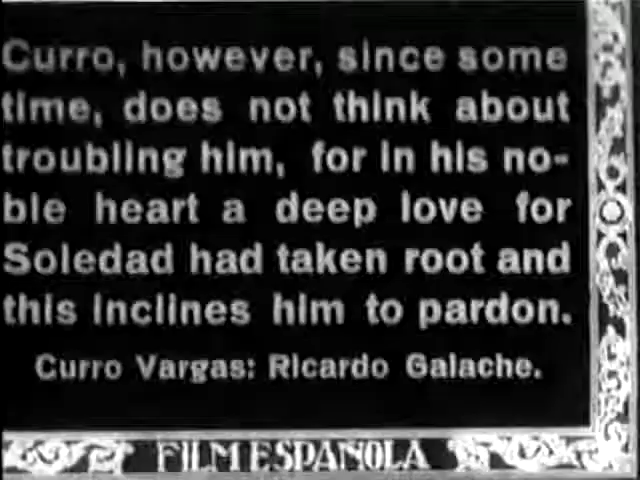 Curro, however, since some
time, does not think about
troubling him, for in his no-
ble heart a deep love for
Soledad had taken root and
this inclines him to pardon.
Curro Vargas: Ricardo Galache.
FILM ESPAÑOLA